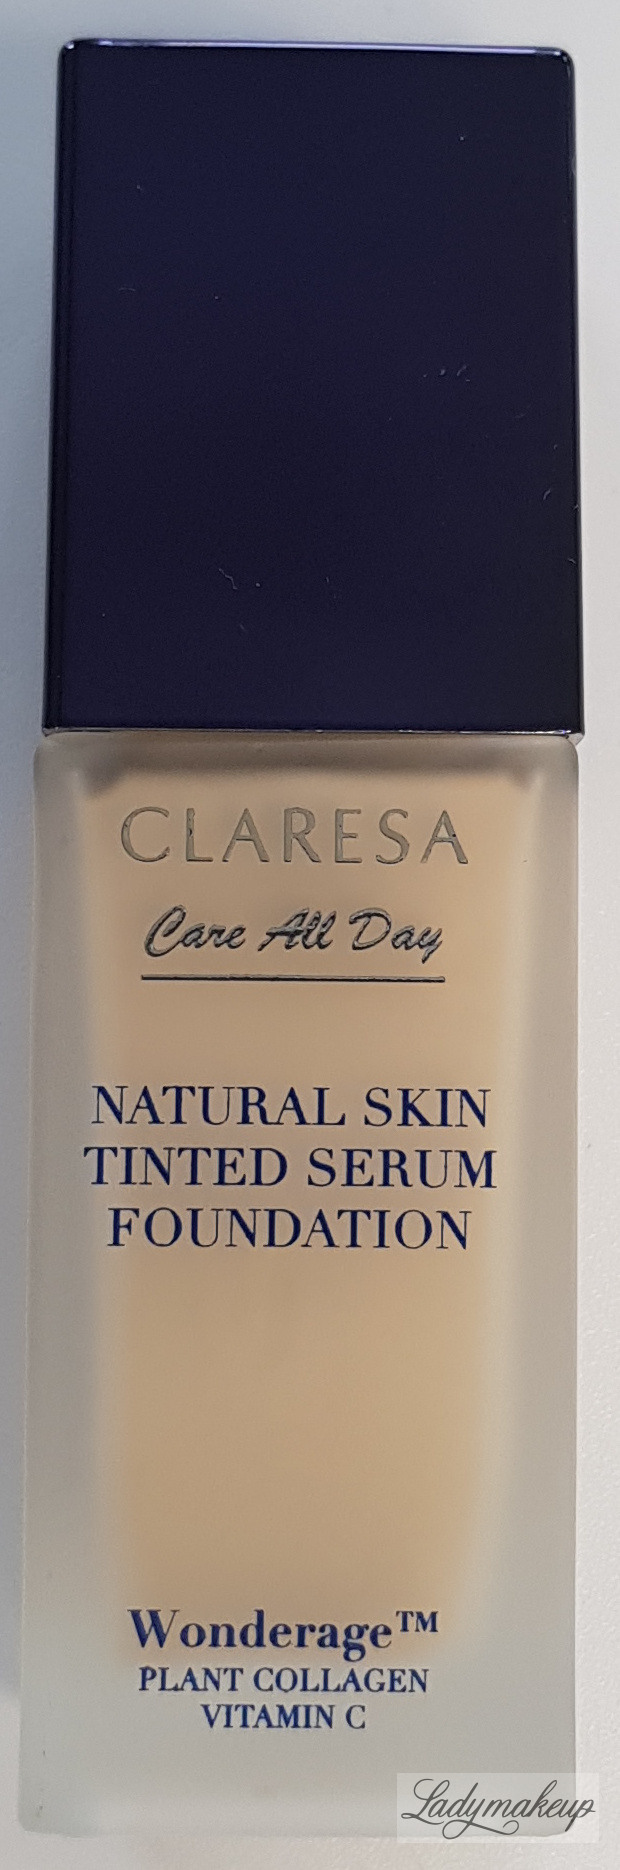 CLARESA
Care All Day
NATURAL SKIN
TINTED SERUM
FOUNDATION
Wonderage™
PLANT COLLAGEN
VITAMIN C
Ladymakeup